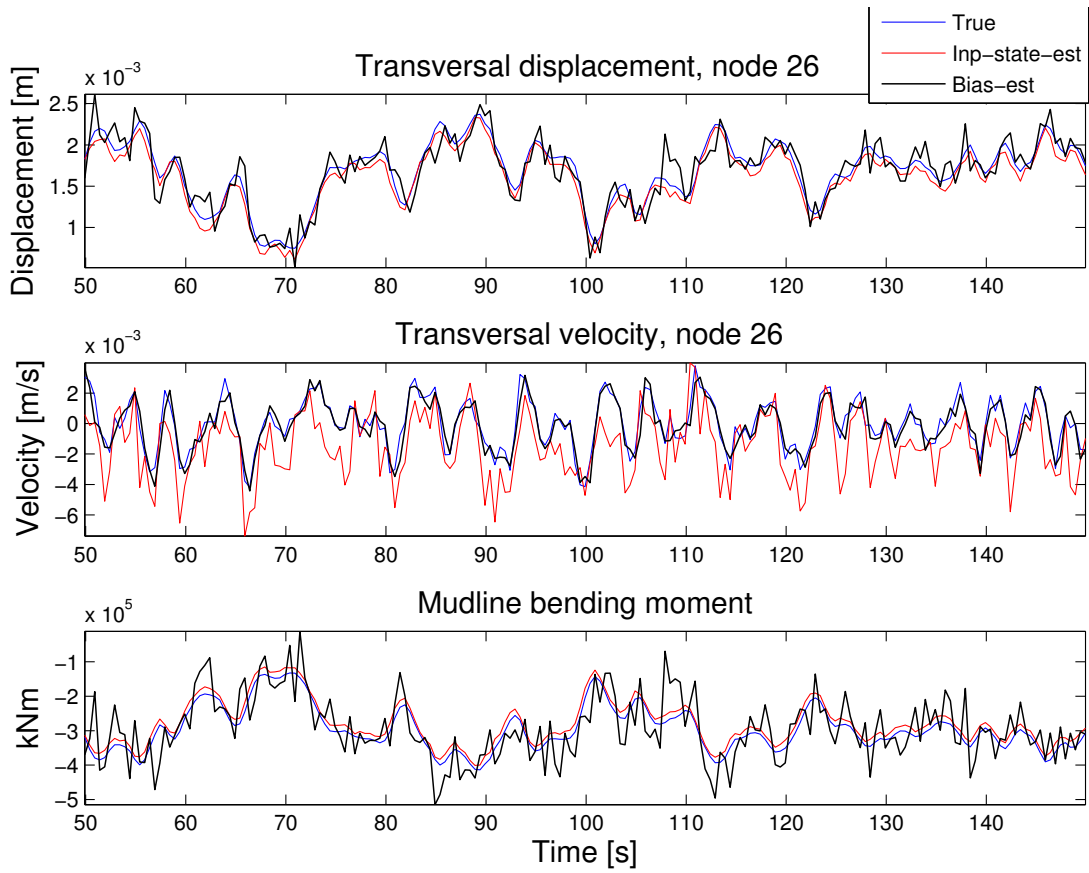 True
Inp−state−est
Bias−est
x 10⁻³
Transversal displacement, node 26
Displacement [m]
2.5
2
1.5
1
50 60 70 80 90 100 110 120 130 140
x 10⁻³
Transversal velocity, node 26
Velocity [m/s]
2
0
−2
−4
−6
50 60 70 80 90 100 110 120 130 140
x 10⁵
Mudline bending moment
kNm
−1
−2
−3
−4
−5
50 60 70 80 90 100 110 120 130 140
Time [s]